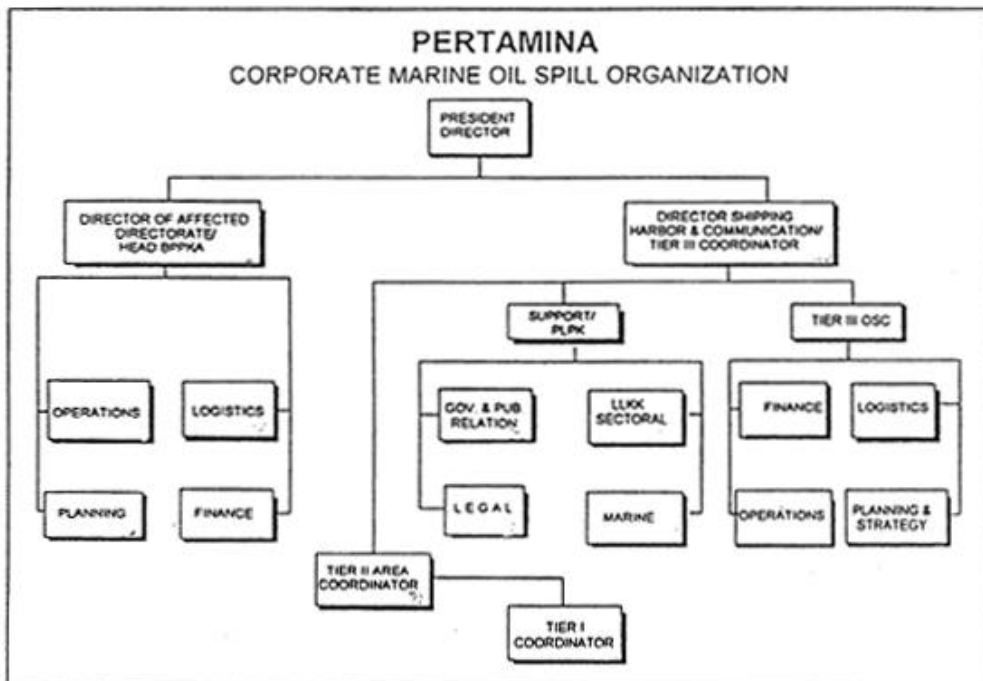 PERTAMINA
CORPORATE MARINE OIL SPILL ORGANIZATION
PRESIDENT
DIRECTOR
DIRECTOR OF AFFECTED
DIRECTORATE/
HEAD BPPKA
DIRECTOR SHIPPING
HARBOR & COMMUNICATION/
TIER III COORDINATOR
SUPPORT/
PLPK
TIER III OSC
OPERATIONS
LOGISTICS
GOV. & PUB
RELATION
LLKK
SECTORAL
FINANCE
LOGISTICS
PLANNING
FINANCE
LEGAL
MARINE
OPERATIONS
PLANNING &
STRATEGY
TIER II AREA
COORDINATOR
TIER I
COORDINATOR